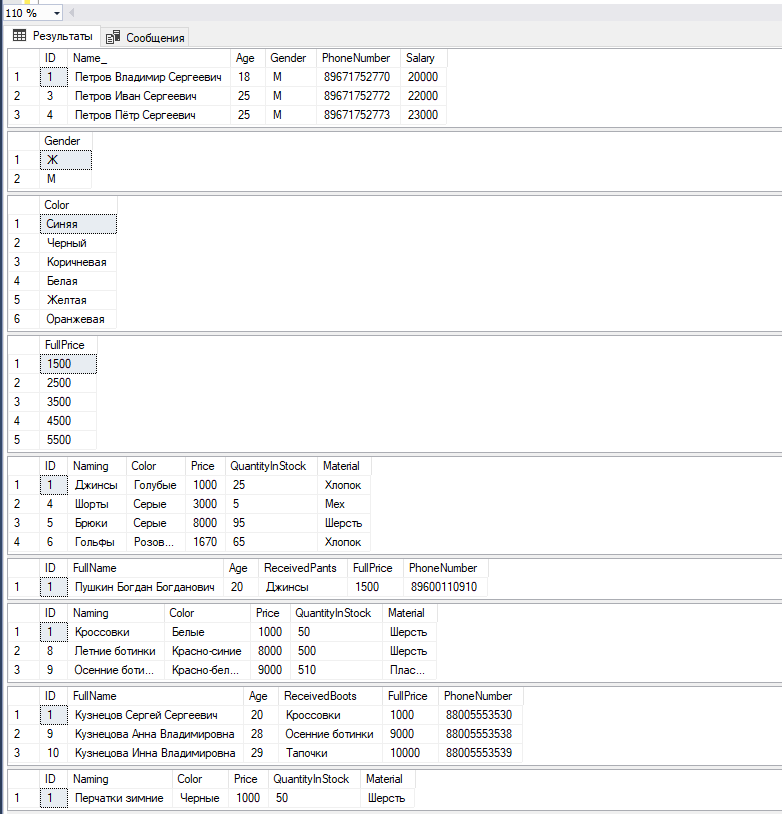 110 %
Результаты Сообщения
ID Name_ Age Gender PhoneNumber Salary
1 1 Петров Владимир Сергеевич 18 М 89671752770 20000
2 3 Петров Иван Сергеевич 25 М 89671752772 22000
3 4 Петров Пётр Сергеевич 25 М 89671752773 23000
Gender
1 Ж
2 М
Color
1 Синяя
2 Черный
3 Коричневая
4 Белая
5 Желтая
6 Оранжевая
FullPrice
1 1500
2 2500
3 3500
4 4500
5 5500
ID Naming Color Price QuantityInStock Material
1 1 Джинсы Голубые 1000 25 Хлопок
2 4 Шорты Серые 3000 5 Мех
3 5 Брюки Серые 8000 95 Шерсть
4 6 Гольфы Розов... 1670 65 Хлопок
ID FullName Age ReceivedPants FullPrice PhoneNumber
1 1 Пушкин Богдан Богданович 20 Джинсы 1500 89600110910
ID Naming Color Price QuantityInStock Material
1 1 Кроссовки Белые 1000 50 Шерсть
2 8 Летние ботинки Красно-синие 8000 500 Шерсть
3 9 Осенние боти... Красно-бел... 9000 510 Плас...
ID FullName Age ReceivedBoots FullPrice PhoneNumber
1 1 Кузнецов Сергей Сергеевич 20 Кроссовки 1000 88005553530
2 9 Кузнецова Анна Владимировна 28 Осенние ботинки 9000 88005553538
3 10 Кузнецова Инна Владимировна 29 Тапочки 10000 88005553539
ID Naming Color Price QuantityInStock Material
1 1 Перчатки зимние Черные 1000 50 Шерсть